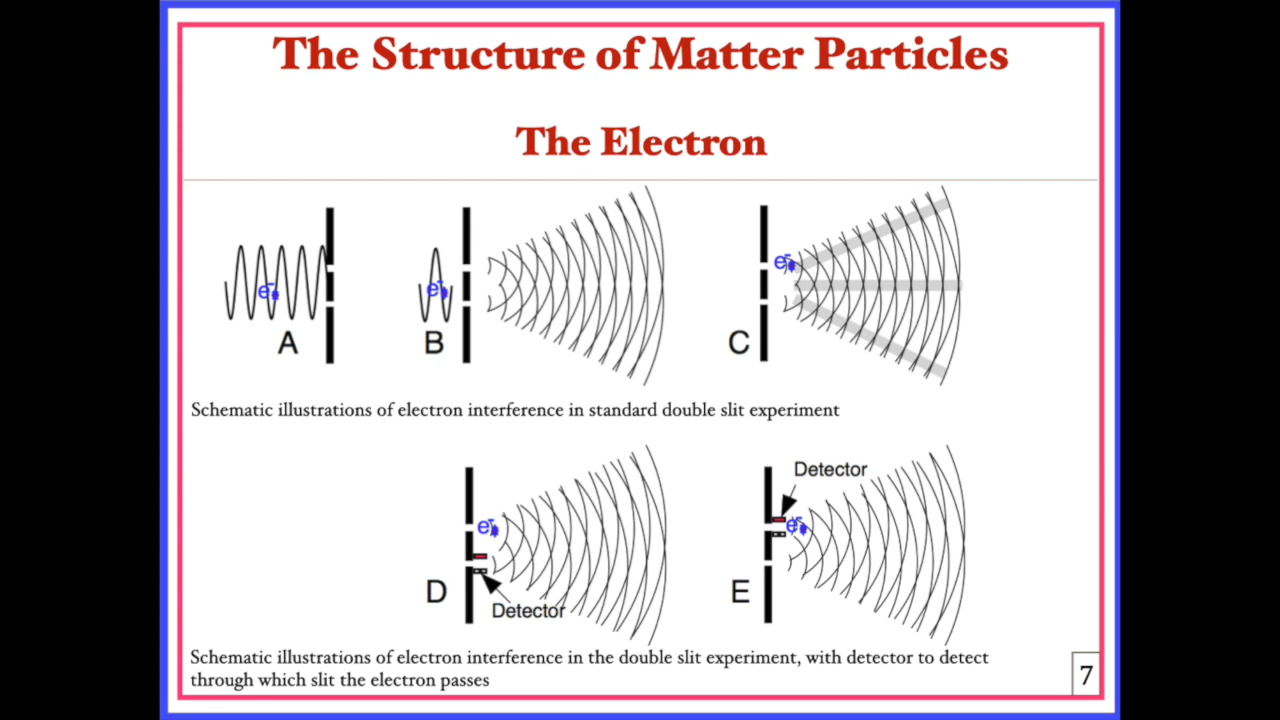 The Structure of Matter Particles
The Electron
e-
A
e-
B
e-
C
Schematic illustrations of electron interference in standard double slit experiment
e-
D
Detector
Detector
e-
E
Schematic illustrations of electron interference in the double slit experiment, with detector to detect
through which slit the electron passes
7